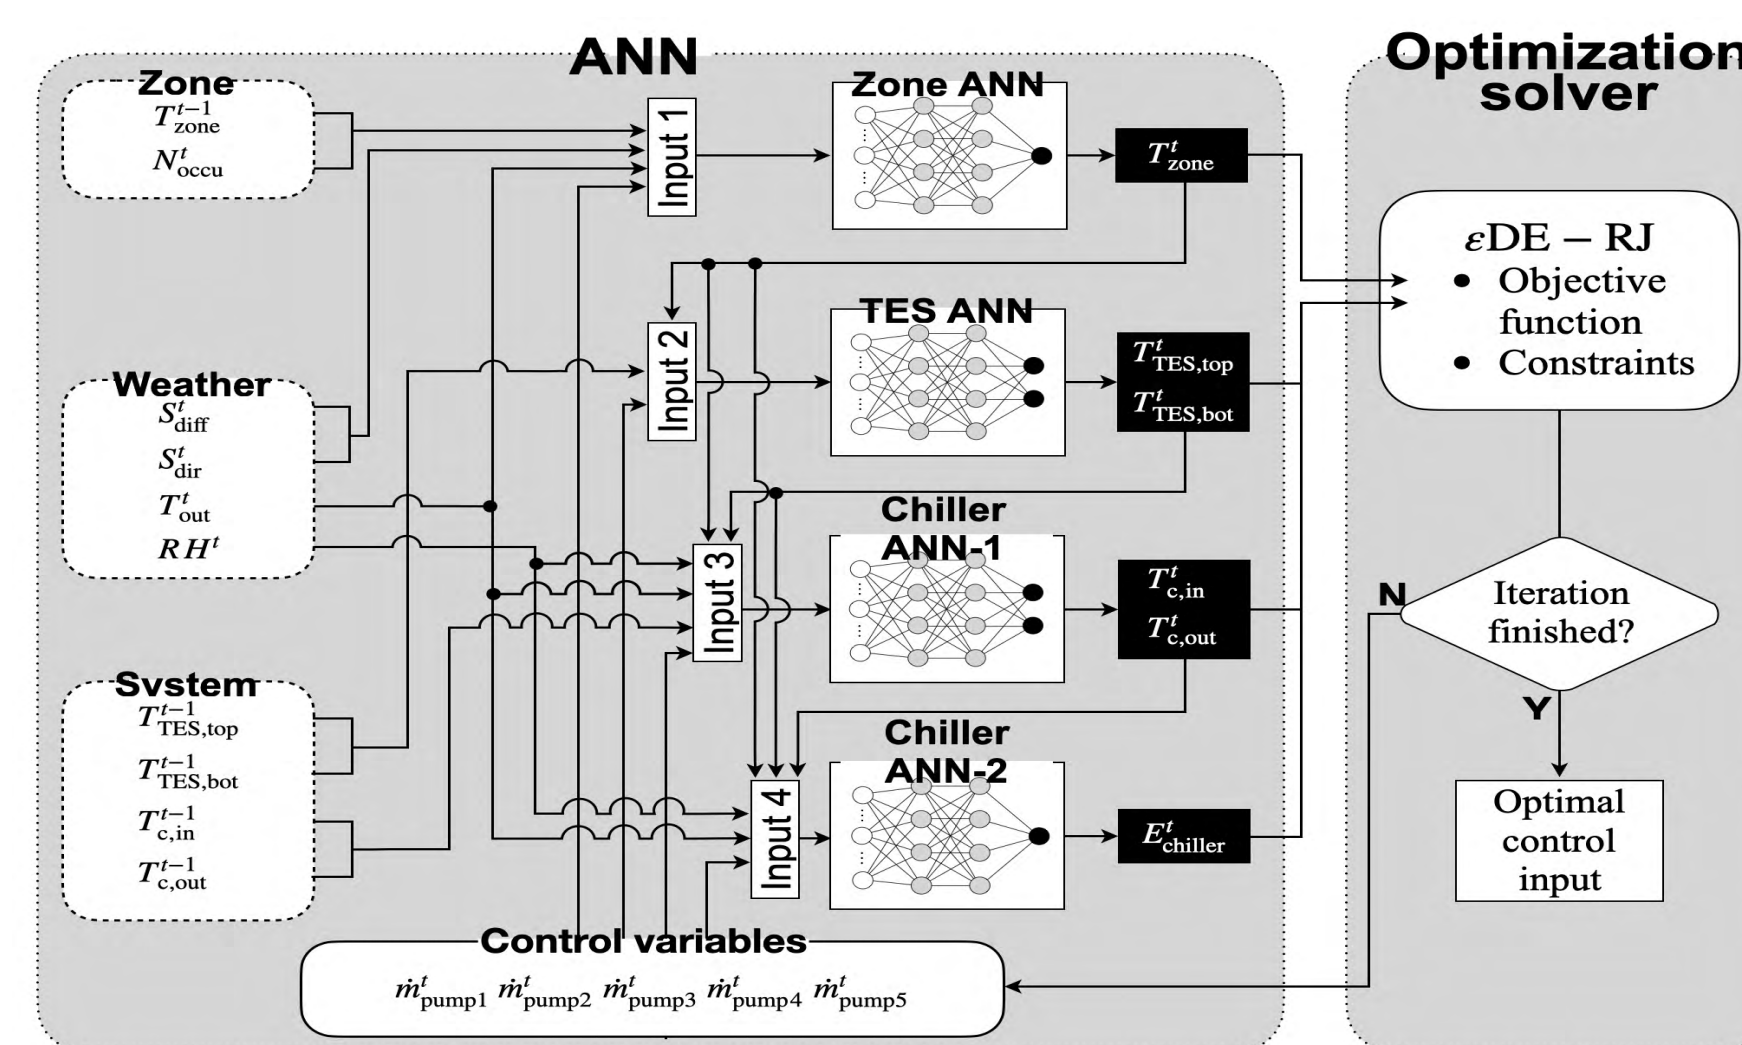 ANN
Optimization
solver
Zone
T^{t-1}_{zone}
N^t_{occu}
Input 1
Zone ANN
T^t_{zone}
εDE − RJ
● Objective
function
● Constraints
Weather
S^t_{diff}
S^t_{dir}
T^t_{out}
RH^t
Input 2
TES ANN
T^t_{TES,top}
T^t_{TES,bot}
Input 3
Chiller
ANN-1
T^t_{c,in}
T^t_{c,out}
N
Iteration
finished?
Y
System
T^{t-1}_{TES,top}
T^{t-1}_{TES,bot}
T^{t-1}_{c,in}
T^{t-1}_{c,out}
Input 4
Chiller
ANN-2
E^t_{chiller}
Optimal
control
input
Control variables
ṁ^t_{pump1} ṁ^t_{pump2} ṁ^t_{pump3} ṁ^t_{pump4} ṁ^t_{pump5}